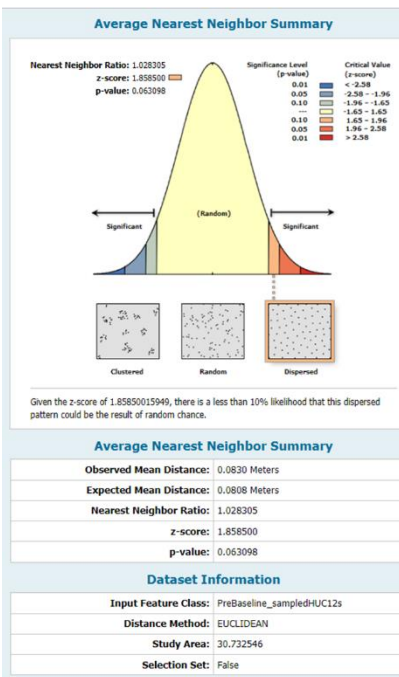 Average Nearest Neighbor Summary
Nearest Neighbor Ratio: 1.028305
z-score: 1.858500
p-value: 0.063098
Significance Level
(p-value)
Critical Value
(z-score)
0.01 < -2.58
0.05 -2.58 - -1.96
0.10 -1.96 - -1.65
--- -1.65 - 1.65
0.10 1.65 - 1.96
0.05 1.96 - 2.58
0.01 > 2.58
Significant
(Random)
Significant
Clustered
Random
Dispersed
Given the z-score of 1.85850015949, there is a less than 10% likelihood that this dispersed
pattern could be the result of random chance.
Average Nearest Neighbor Summary
Observed Mean Distance: 0.0830 Meters
Expected Mean Distance: 0.0808 Meters
Nearest Neighbor Ratio: 1.028305
z-score: 1.858500
p-value: 0.063098
Dataset Information
Input Feature Class: PreBaseline_sampledHUC12s
Distance Method: EUCLIDEAN
Study Area: 30.732546
Selection Set: False